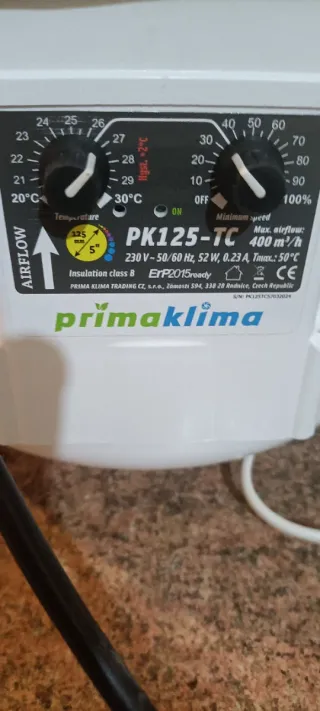 24 25 26
23 27
22 28
21 29
20°C 30°C
Hyst. +2°C
Temperature
40 50 60
30 70
20 80
10 90
OFF 100%
Minimum speed
ON
AIRFLOW
125 mm
5"
PK125-TC
Max. airflow:
400 m³/h
230 V~50/60 Hz, 52 W, 0.23 A, Tmax.: 50°C
Insulation class B
ErP2015ready
CE
PRIMA KLIMA TRADING CZ, s.r.o., Zámostí 594, 338 28 Radnice, Czech Republic
primaklima